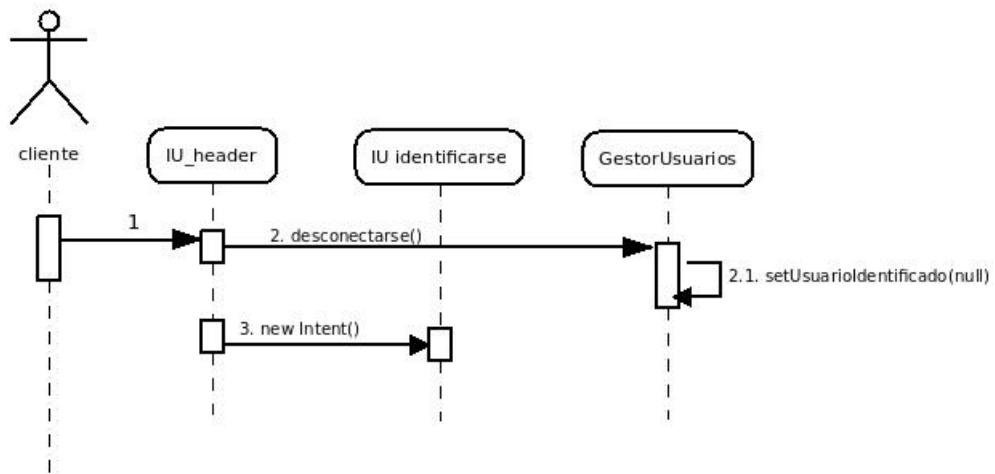 cliente
IU_header
IU identificarse
GestorUsuarios
1
2. desconectarse()
2.1. setUsuarioIdentificado(null)
3. new Intent()